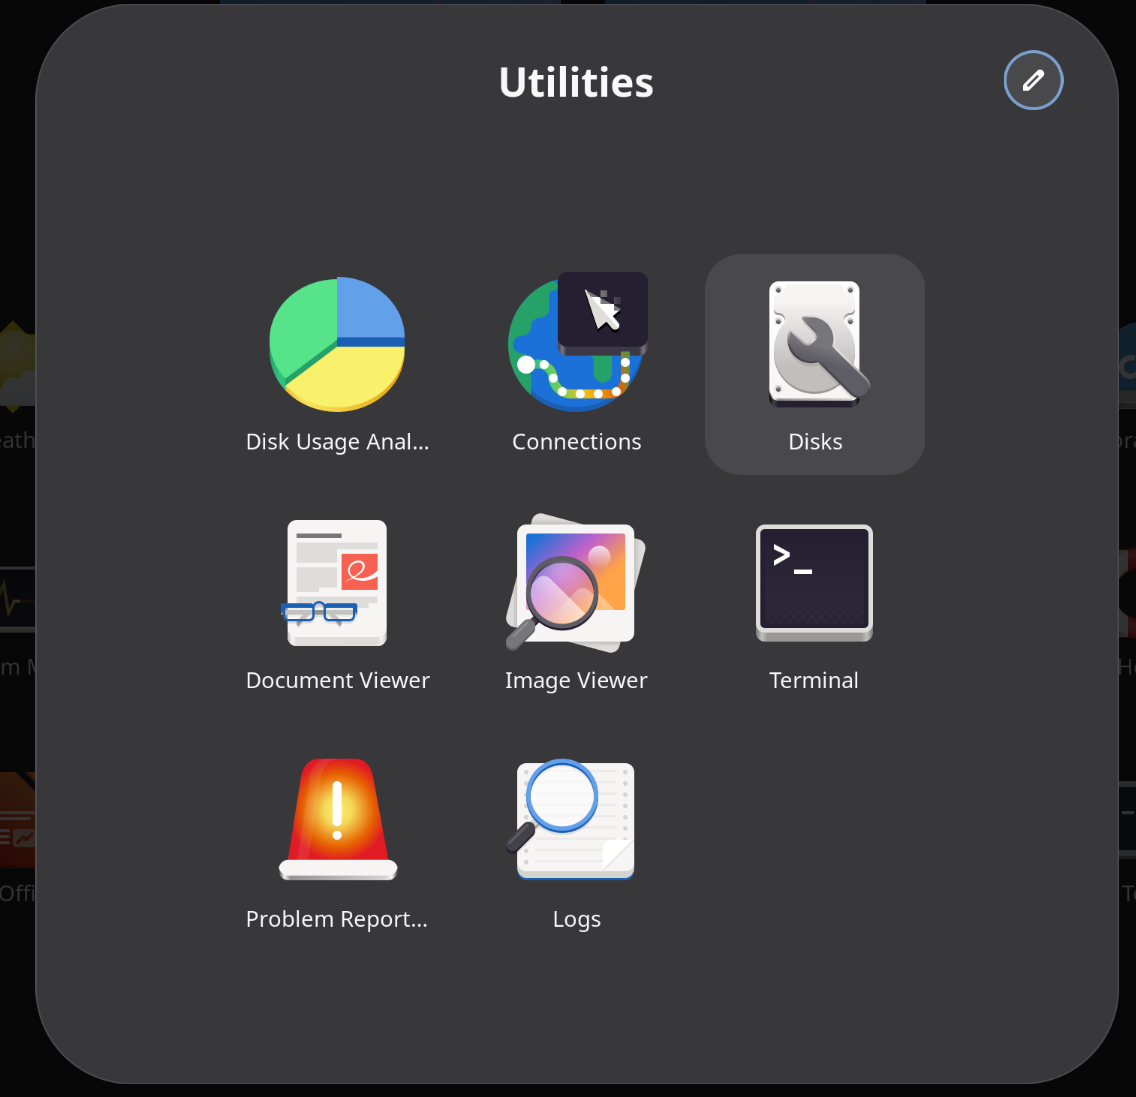 Utilities
Disk Usage Anal...
Connections
Disks
Document Viewer
Image Viewer
>_
Terminal
Problem Report...
Logs